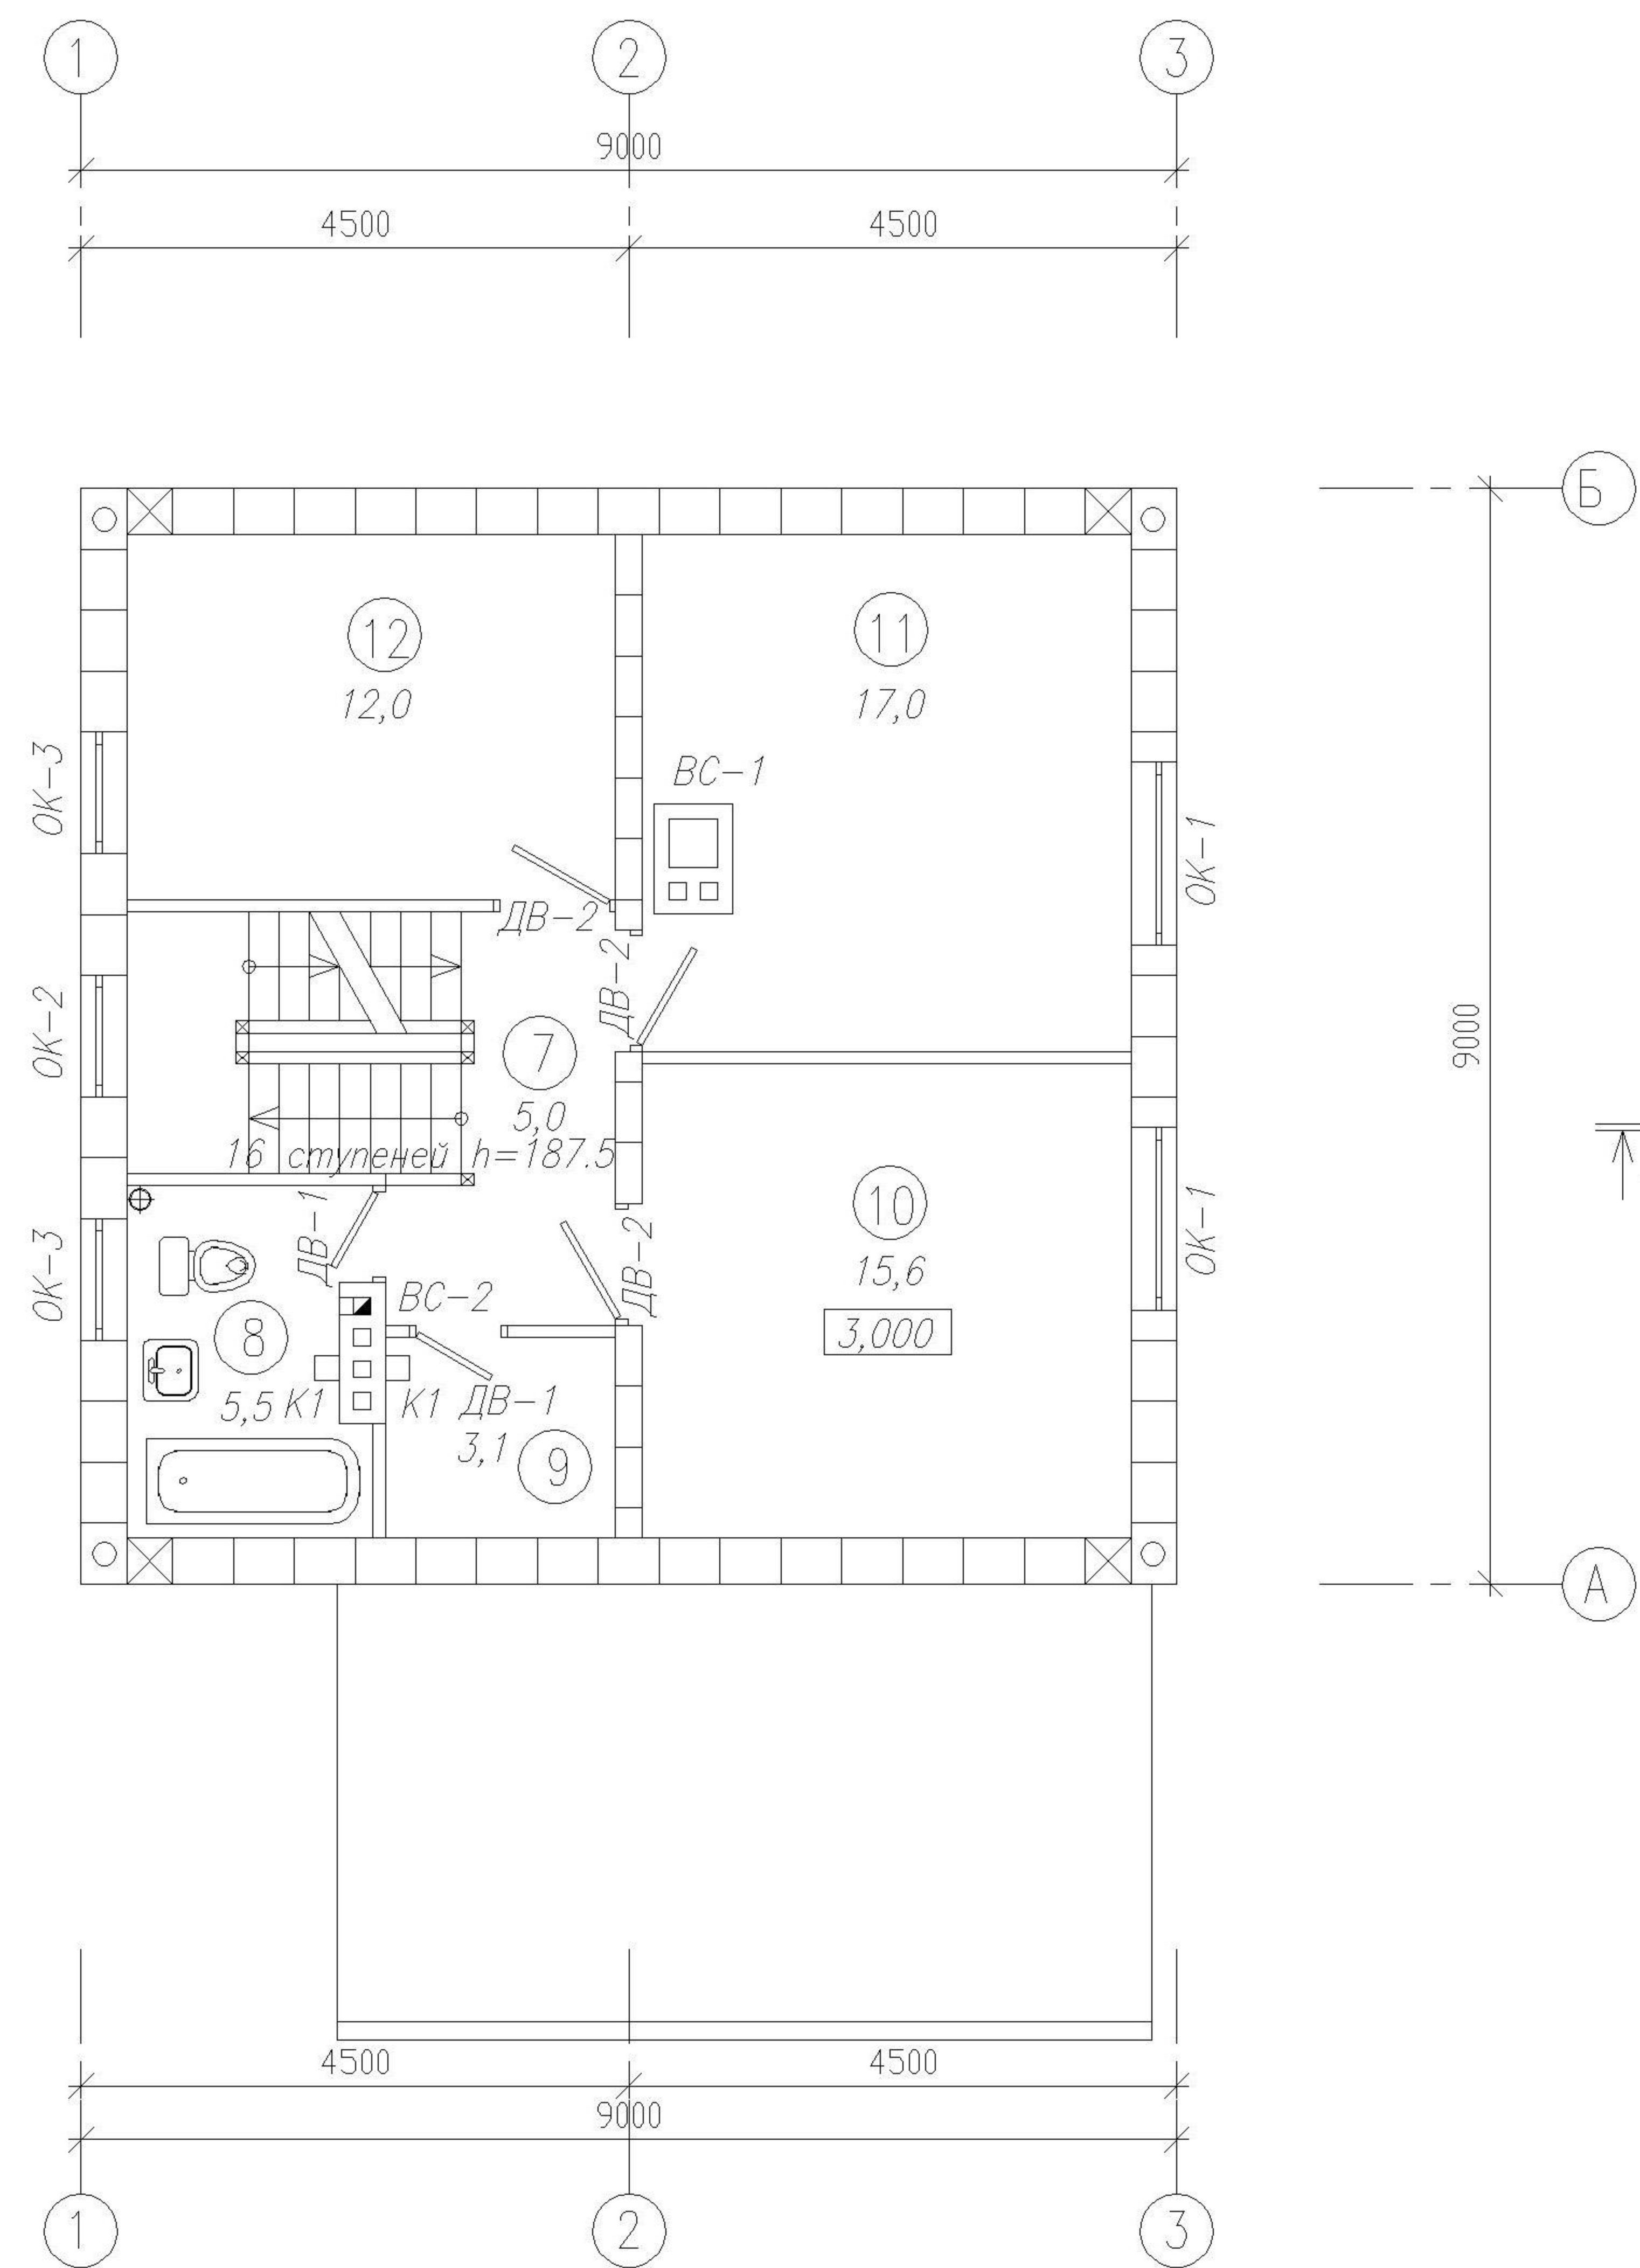 1 2 3
9000
4500 4500
Б
12 11
12,0 17,0
ОК-3
ВС-1
ОК-1
ДВ-2
ДВ-2
ОК-2
7
9000
5,0
16 ступеней h=187.5
10
ДВ-1
ДВ-2
ОК-1
ОК-3
15,6
ВС-2
8
3,000
5,5 К1 К1 ДВ-1
3,1 9
А
4500 4500
9000
1 2 3